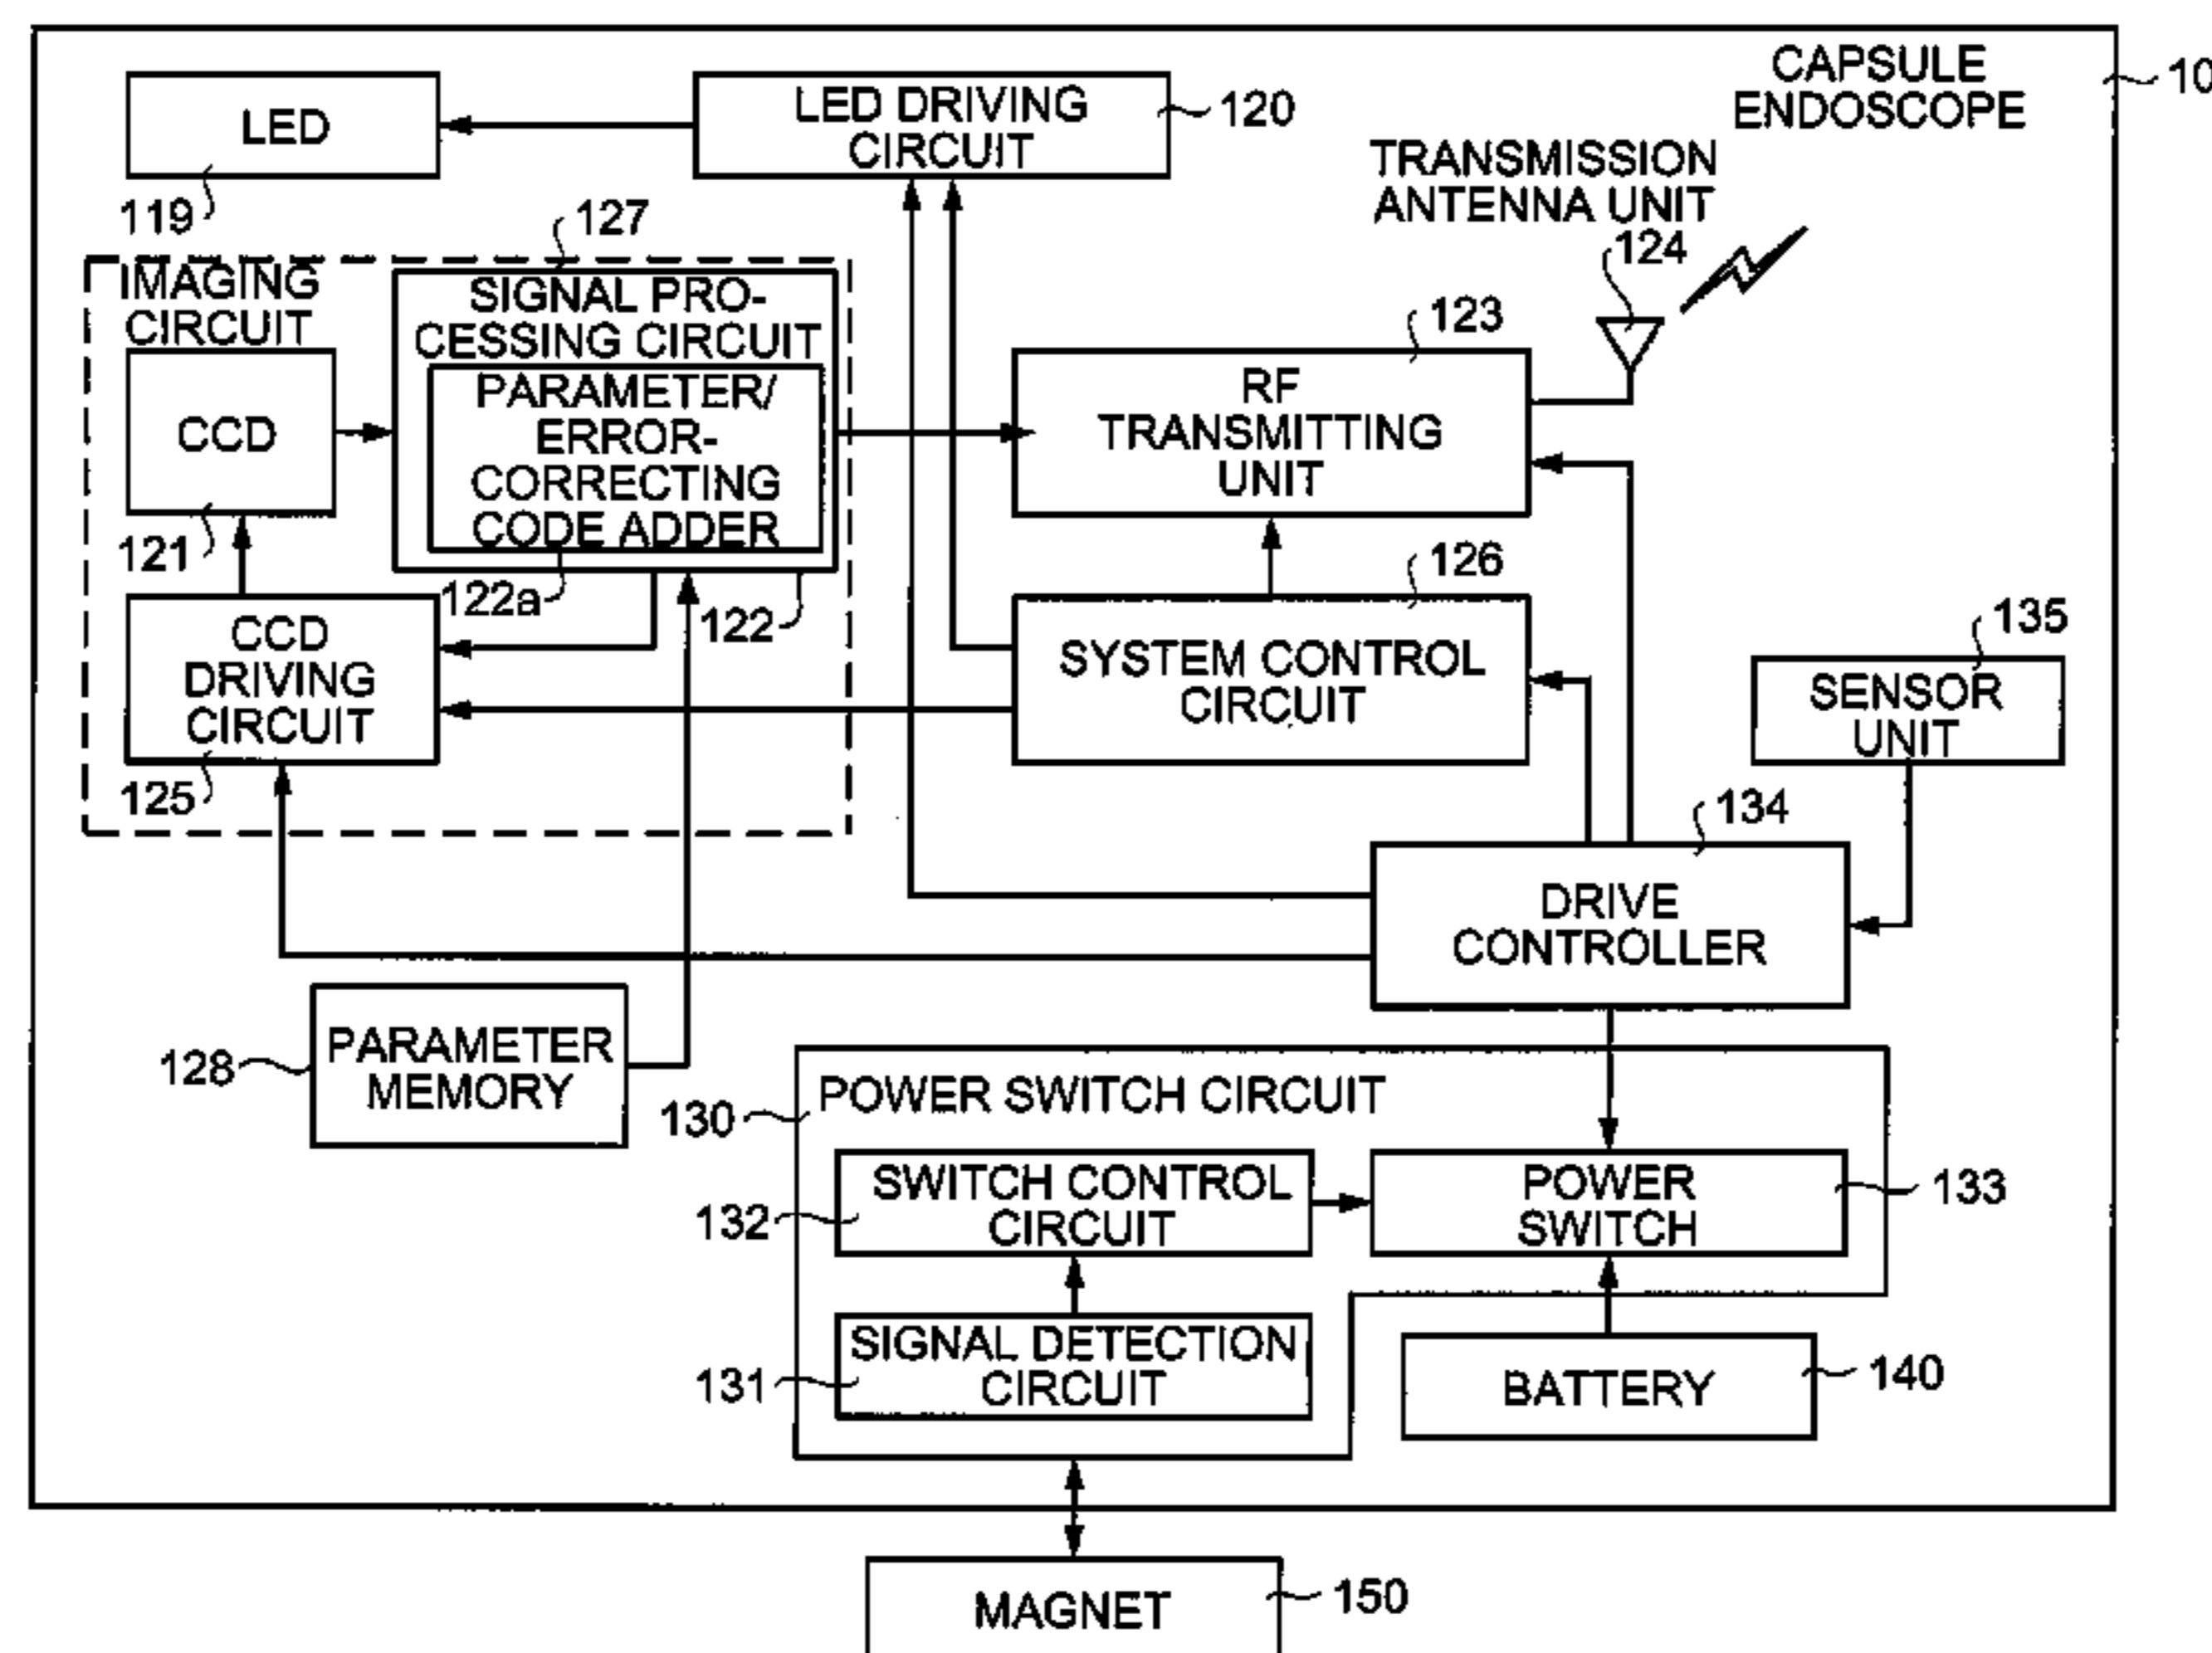 CAPSULE
ENDOSCOPE
10
LED
119
LED DRIVING
CIRCUIT
120
TRANSMISSION
ANTENNA UNIT
124
127
IMAGING
CIRCUIT
SIGNAL PRO-
CESSING CIRCUIT
PARAMETER/
ERROR-
CORRECTING
CODE ADDER
122a
122
CCD
121
CCD
DRIVING
CIRCUIT
125
123
RF
TRANSMITTING
UNIT
126
SYSTEM CONTROL
CIRCUIT
135
SENSOR
UNIT
134
DRIVE
CONTROLLER
128
PARAMETER
MEMORY
130
POWER SWITCH CIRCUIT
132
SWITCH CONTROL
CIRCUIT
POWER
SWITCH
133
131
SIGNAL DETECTION
CIRCUIT
BATTERY
140
MAGNET
150